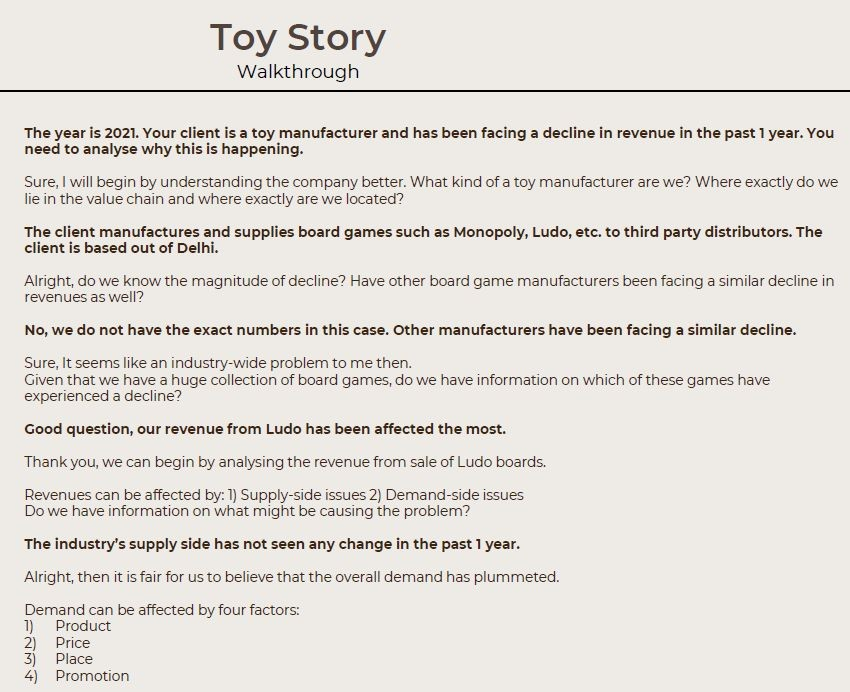 Toy Story
Walkthrough
The year is 2021. Your client is a toy manufacturer and has been facing a decline in revenue in the past 1 year. You
need to analyse why this is happening.
Sure, I will begin by understanding the company better. What kind of a toy manufacturer are we? Where exactly do we
lie in the value chain and where exactly are we located?
The client manufactures and supplies board games such as Monopoly, Ludo, etc. to third party distributors. The
client is based out of Delhi.
Alright, do we know the magnitude of decline? Have other board game manufacturers been facing a similar decline in
revenues as well?
No, we do not have the exact numbers in this case. Other manufacturers have been facing a similar decline.
Sure, It seems like an industry-wide problem to me then.
Given that we have a huge collection of board games, do we have information on which of these games have
experienced a decline?
Good question, our revenue from Ludo has been affected the most.
Thank you, we can begin by analysing the revenue from sale of Ludo boards.
Revenues can be affected by: 1) Supply-side issues 2) Demand-side issues
Do we have information on what might be causing the problem?
The industry's supply side has not seen any change in the past 1 year.
Alright, then it is fair for us to believe that the overall demand has plummeted.
Demand can be affected by four factors:
1) Product
2) Price
3) Place
4) Promotion